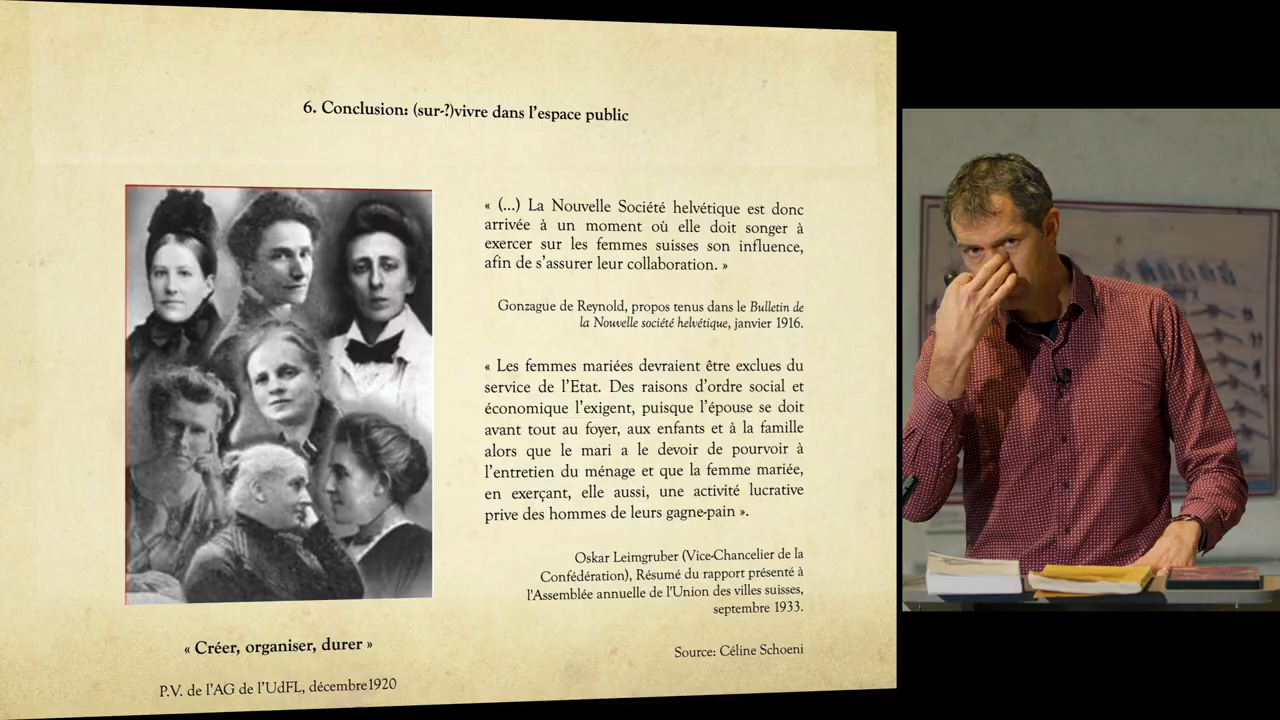 6. Conclusion: (sur-?)vivre dans l'espace public
« (...) La Nouvelle Société helvétique est donc
arrivée à un moment où elle doit songer à
exercer sur les femmes suisses son influence,
afin de s'assurer leur collaboration. »
Gonzague de Reynold, propos tenus dans le Bulletin de
la Nouvelle société helvétique, janvier 1916.
« Les femmes mariées devraient être exclues du
service de l'Etat. Des raisons d'ordre social et
économique l'exigent, puisque l'épouse se doit
avant tout au foyer, aux enfants et à la famille
alors que le mari a le devoir de pourvoir à
l'entretien du ménage et que la femme mariée,
en exerçant, elle aussi, une activité lucrative
prive des hommes de leurs gagne-pain ».
Oskar Leimgruber (Vice-Chancelier de la
Confédération), Résumé du rapport présenté à
l'Assemblée annuelle de l'Union des villes suisses,
septembre 1933.
Source: Céline Schoeni
« Créer, organiser, durer »
P.V. de l'AG de l'UdFL, décembre1920